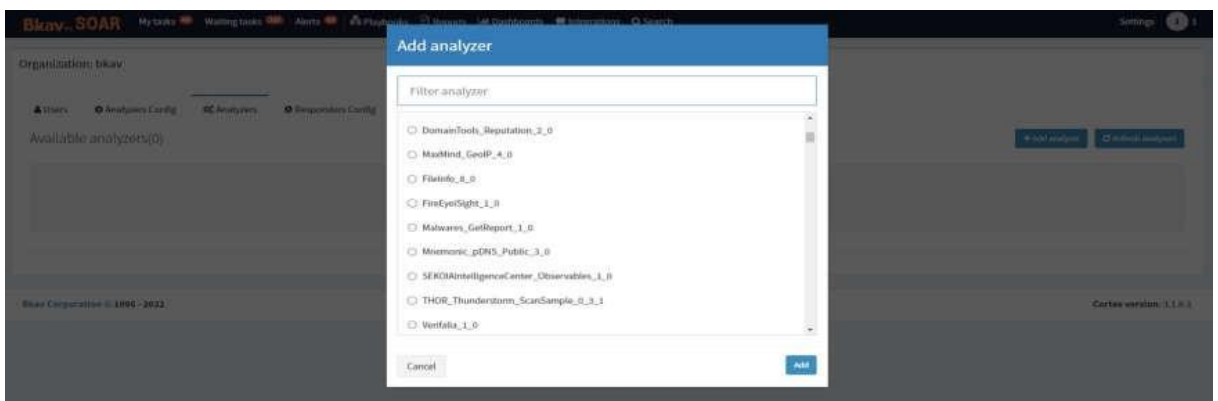 Bkav SOAR My tasks Waiting tasks Alerts Playbooks Reports Dashboards Integrations Search Settings
Add analyzer
Organization: bkav
Filter analyzer
Users Analyzers Config Analyzers Responders Config
Available analyzers(0)
+ Add analyzer Refresh analyzers
DomainTools_Reputation_2_0
MaxMind_GeoIP_4_0
FileInfo_8_0
FireEyeiSight_1_0
Malwares_GetReport_1_0
Mnemonic_pDNS_Public_3_0
SEKOIAIntelligenceCenter_Observables_1_0
THOR_Thunderstorm_ScanSample_0_3_1
Verifalia_1_0
Bkav Corporation © 1996 - 2022
Cortex version:
Cancel Add